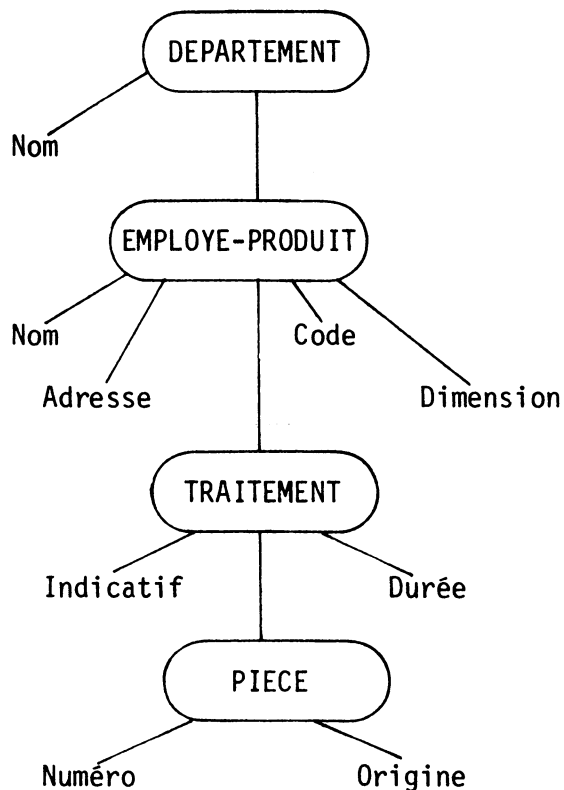 DEPARTEMENT
Nom
EMPLOYE-PRODUIT
Nom
Code
Adresse
Dimension
TRAITEMENT
Indicatif
Durée
PIECE
Numéro
Origine